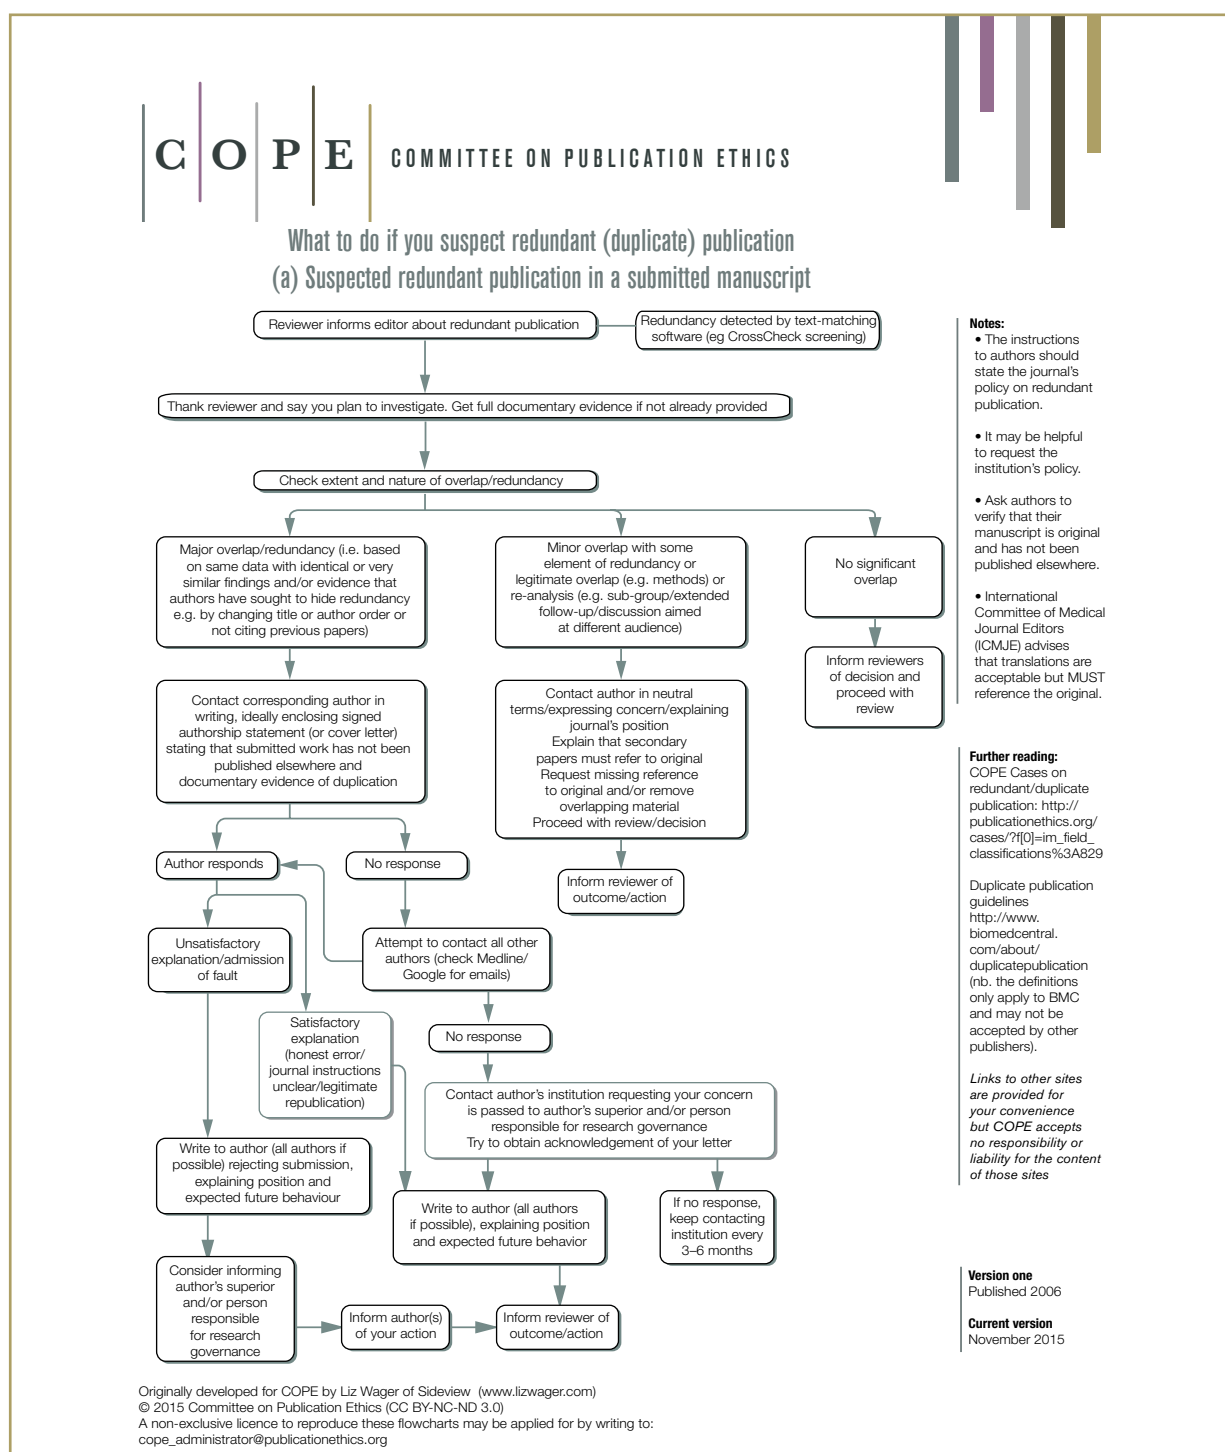 C O P E
COMMITTEE ON PUBLICATION ETHICS
What to do if you suspect redundant (duplicate) publication
(a) Suspected redundant publication in a submitted manuscript
Reviewer informs editor about redundant publication
Redundancy detected by text-matching
software (eg CrossCheck screening)
Thank reviewer and say you plan to investigate. Get full documentary evidence if not already provided
Check extent and nature of overlap/redundancy
Major overlap/redundancy (i.e. based
on same data with identical or very
similar findings and/or evidence that
authors have sought to hide redundancy
e.g. by changing title or author order or
not citing previous papers)
Minor overlap with some
element of redundancy or
legitimate overlap (e.g. methods) or
re-analysis (e.g. sub-group/extended
follow-up/discussion aimed
at different audience)
No significant
overlap
Contact corresponding author in
writing, ideally enclosing signed
authorship statement (or cover letter)
stating that submitted work has not been
published elsewhere and
documentary evidence of duplication
Contact author in neutral
terms/expressing concern/explaining
journal's position
Explain that secondary
papers must refer to original
Request missing reference
to original and/or remove
overlapping material
Proceed with review/decision
Inform reviewers
of decision and
proceed with
review
Author responds
No response
Inform reviewer of
outcome/action
Unsatisfactory
explanation/admission
of fault
Attempt to contact all other
authors (check Medline/
Google for emails)
Satisfactory
explanation
(honest error/
journal instructions
unclear/legitimate
republication)
No response
Contact author's institution requesting your concern
is passed to author's superior and/or person
responsible for research governance
Try to obtain acknowledgement of your letter
Write to author (all authors if
possible) rejecting submission,
explaining position and
expected future behaviour
Write to author (all authors
if possible), explaining position
and expected future behavior
If no response,
keep contacting
institution every
3–6 months
Consider informing
author's superior
and/or person
responsible
for research
governance
Inform author(s)
of your action
Inform reviewer of
outcome/action
Notes:
• The instructions
to authors should
state the journal's
policy on redundant
publication.
• It may be helpful
to request the
institution's policy.
• Ask authors to
verify that their
manuscript is original
and has not been
published elsewhere.
• International
Committee of Medical
Journal Editors
(ICMJE) advises
that translations are
acceptable but MUST
reference the original.
Further reading:
COPE Cases on
redundant/duplicate
publication: http://
publicationethics.org/
cases/?f[0]=im_field_
classifications%3A829
Duplicate publication
guidelines
http://www.
biomedcentral.
com/about/
duplicatepublication
(nb. the definitions
only apply to BMC
and may not be
accepted by other
publishers).
Links to other sites
are provided for
your convenience
but COPE accepts
no responsibility or
liability for the content
of those sites
Version one
Published 2006
Current version
November 2015
Originally developed for COPE by Liz Wager of Sideview (www.lizwager.com)
© 2015 Committee on Publication Ethics (CC BY-NC-ND 3.0)
A non-exclusive licence to reproduce these flowcharts may be applied for by writing to:
cope_administrator@publicationethics.org